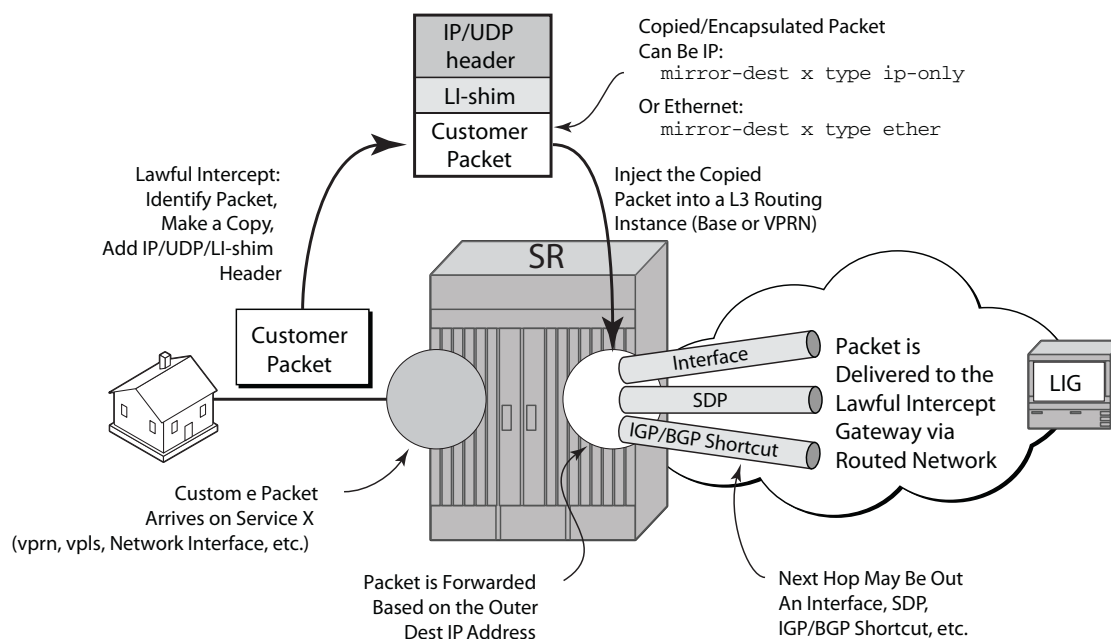 IP/UDP
header
LI-shim
Customer
Packet
Copied/Encapsulated Packet
Can Be IP:
mirror-dest x type ip-only
Or Ethernet:
mirror-dest x type ether
Lawful Intercept:
Identify Packet,
Make a Copy,
Add IP/UDP/LI-shim
Header
Inject the Copied
Packet into a L3 Routing
Instance (Base or VPRN)
SR
Customer
Packet
Interface
SDP
IGP/BGP Shortcut
Packet is
Delivered to the
Lawful Intercept
Gateway via
Routed Network
LIG
Custom e Packet
Arrives on Service X
(vprn, vpls, Network Interface, etc.)
Packet is Forwarded
Based on the Outer
Dest IP Address
Next Hop May Be Out
An Interface, SDP,
IGP/BGP Shortcut, etc.